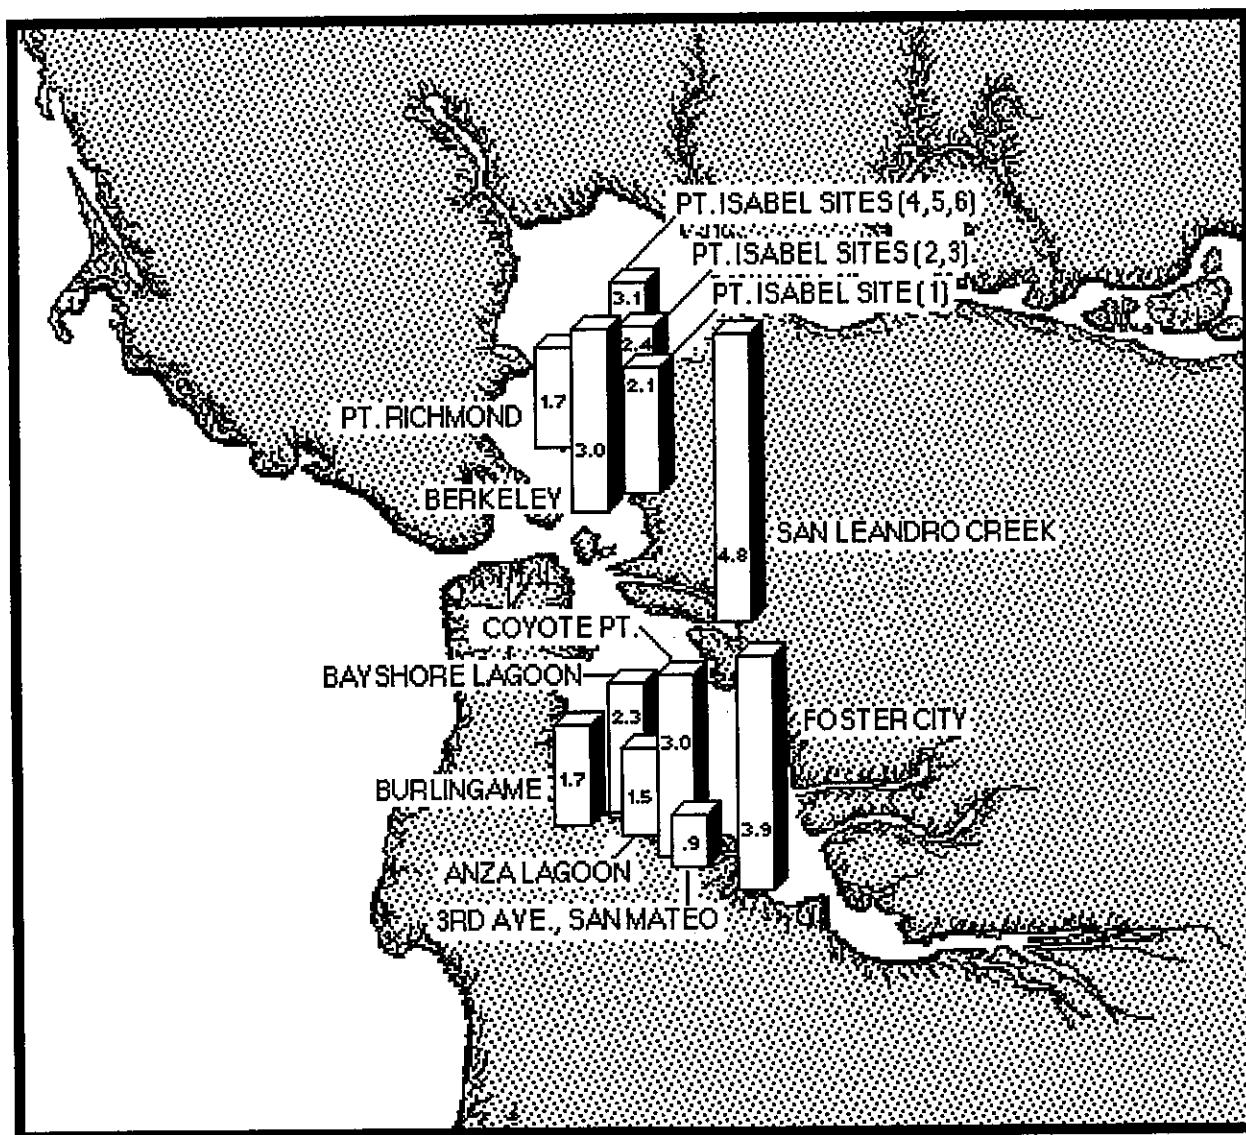 PT. ISABEL SITES (4,5,6)
PT. ISABEL SITES (2,3)
PT. ISABEL SITE (1)
3.1
2.4
2.1
1.7
PT. RICHMOND
3.0
BERKELEY
SAN LEANDRO CREEK
4.8
COYOTE PT.
BAYSHORE LAGOON
2.3
3.0
FOSTER CITY
1.7
BURLINGAME
1.5
.9
3.9
ANZA LAGOON
3RD AVE., SAN MATEO